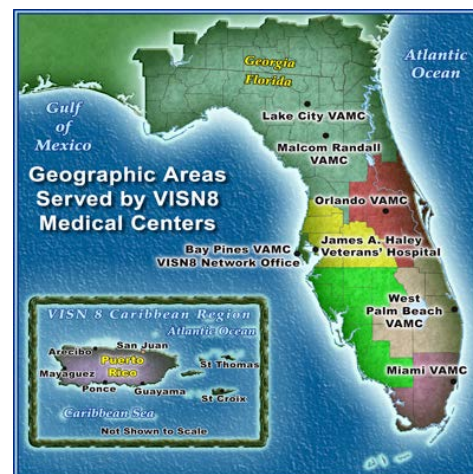 Georgia
Florida
Atlantic
Ocean
Gulf
of
Mexico
Lake City VAMC
Malcom Randall
VAMC
Geographic Areas
Served by VISN8
Medical Centers
Orlando VAMC
James A. Haley
Veterans' Hospital
Bay Pines VAMC
VISN8 Network Office
West
Palm Beach
VAMC
Miami VAMC
VISN 8 Caribbean Region
Atlantic Ocean
San Juan
Arecibo
Puerto
Rico
Mayaguez
Ponce
Guayama
St Thomas
St Croix
Caribbean Sea
Not Shown to Scale